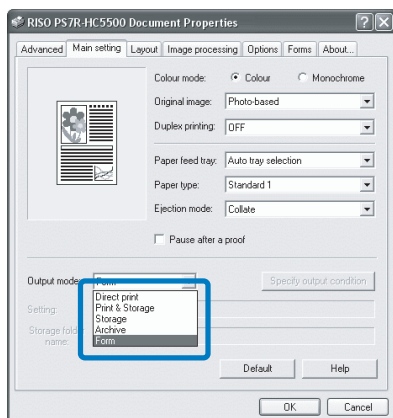 RISO PS7R-HC5500 Document Properties
Advanced Main setting Layout Image processing Options Forms About...
Colour mode: Colour Monochrome
Original image: Photo-based
Duplex printing: OFF
Paper feed tray: Auto tray selection
Paper type: Standard 1
Ejection mode: Collate
Pause after a proof
Output mode: Form Specify output condition
Direct print
Print & Storage
Setting:
Storage
Archive
Storage folder
Form
name:
Default Help
OK Cancel